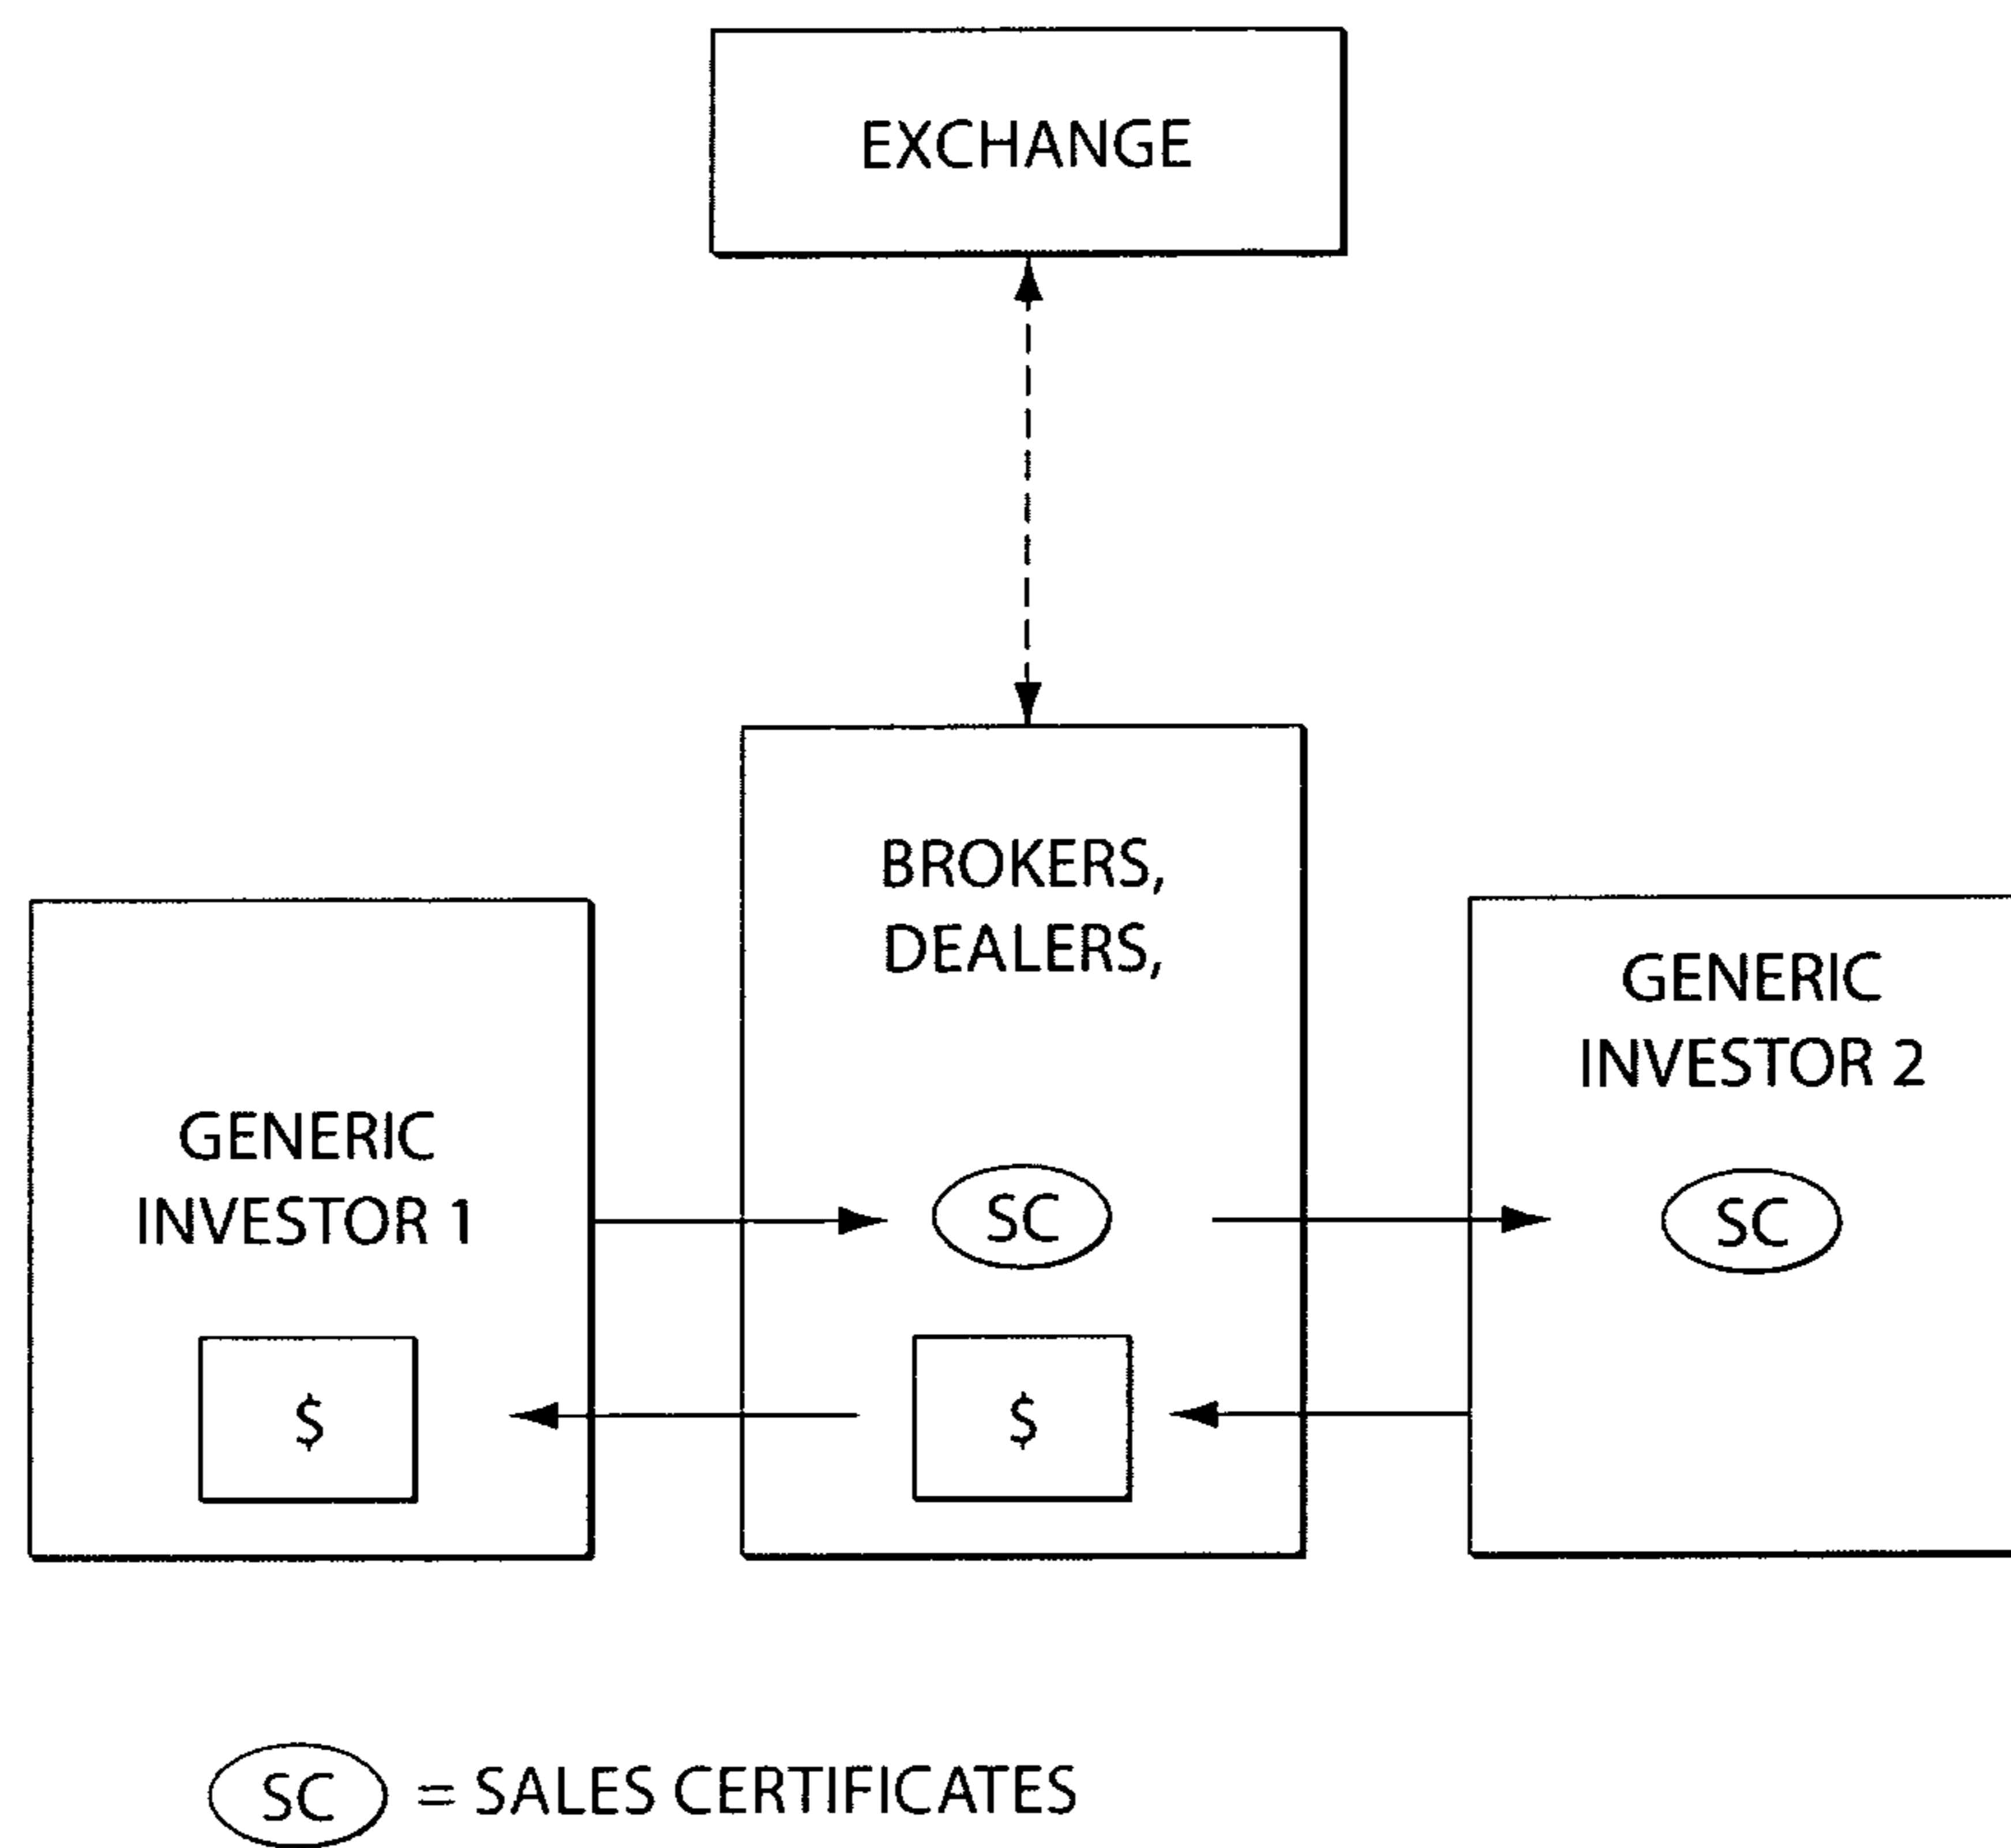 EXCHANGE
BROKERS,
DEALERS,
GENERIC
INVESTOR 2
GENERIC
INVESTOR 1
SC
SC
$
$
SC = SALES CERTIFICATES